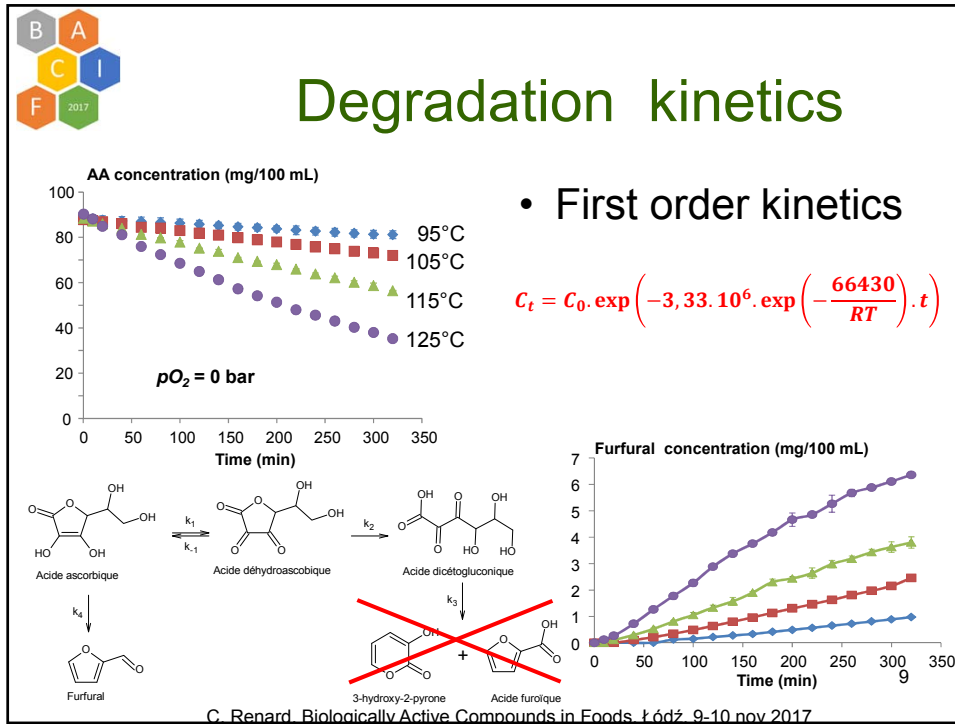 B A
C I
F 2017
Degradation kinetics
AA concentration (mg/100 mL)
100
80
60
40
20
0
0 50 100 150 200 250 300 350
Time (min)
95°C
105°C
115°C
125°C
pO₂ = 0 bar
• First order kinetics
C_t = C_0. exp (−3, 33. 10^6. exp (− 66430/RT). t)
Furfural concentration (mg/100 mL)
7
6
5
4
3
2
1
0
0 50 100 150 200 250 300 350
Time (min)
9
O O OH OH HO OH
Acide ascorbique
k₁
k₋₁
O O OH OH O O
Acide déhydroascobique
k₂
OH O O OH O O HO HO
Acide dicétogluconique
k₄
k₃
O O
Furfural
OH O O
3-hydroxy-2-pyrone
+
O OH O
Acide furoïque
C. Renard, Biologically Active Compounds in Foods, Łódź, 9-10 nov 2017